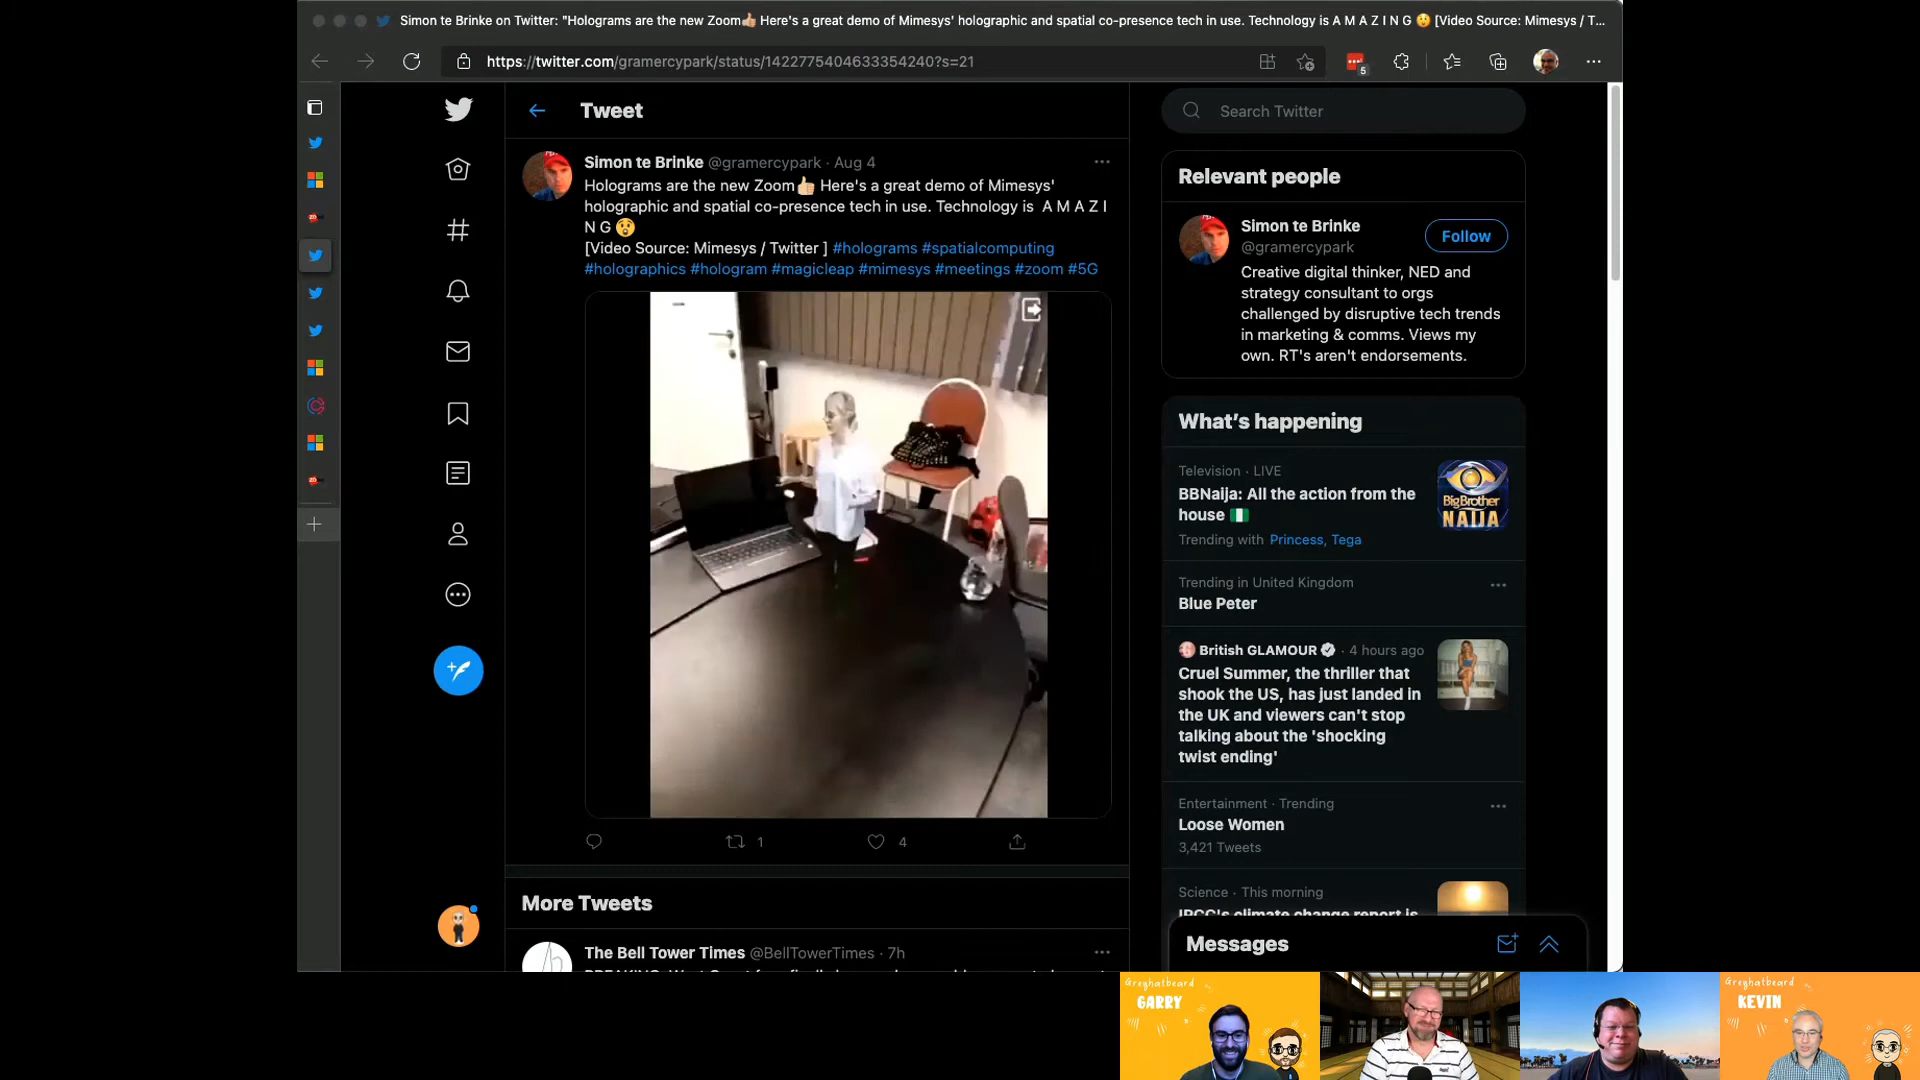 Simon te Brinke on Twitter: "Holograms are the new Zoom👍🏼 Here's a great demo of Mimesys' holographic and spatial co-presence tech in use. Technology is A M A Z I N G 😲 [Video Source: Mimesys / T...
https://twitter.com/gramercypark/status/1422775404633354240?s=21
5
Tweet
Simon te Brinke @gramercypark · Aug 4
Holograms are the new Zoom👍🏼 Here's a great demo of Mimesys'
holographic and spatial co-presence tech in use. Technology is A M A Z I
N G 😲
[Video Source: Mimesys / Twitter ] #holograms #spatialcomputing
#holographics #hologram #magicleap #mimesys #meetings #zoom #5G
1
4
More Tweets
The Bell Tower Times @BellTowerTimes · 7h
Search Twitter
Relevant people
Simon te Brinke
@gramercypark
Follow
Creative digital thinker, NED and
strategy consultant to orgs
challenged by disruptive tech trends
in marketing & comms. Views my
own. RT's aren't endorsements.
What's happening
Television · LIVE
BBNaija: All the action from the
house 🇳🇬
Trending with Princess, Tega
BigBrother
NAIJA
Trending in United Kingdom
Blue Peter
British GLAMOUR · 4 hours ago
Cruel Summer, the thriller that
shook the US, has just landed in
the UK and viewers can't stop
talking about the 'shocking
twist ending'
Entertainment · Trending
Loose Women
3,421 Tweets
Science · This morning
IPCC's climate change report is
Messages
Greyhatbeard
GARRY
Greyhatbeard
KEVIN